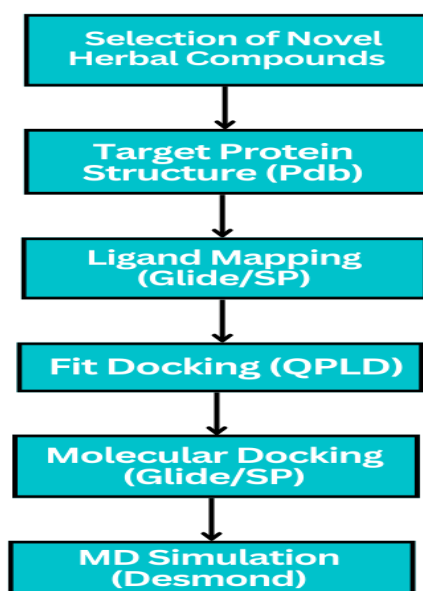 Selection of Novel
Herbal Compounds
Target Protein
Structure (Pdb)
Ligand Mapping
(Glide/SP)
Fit Docking (QPLD)
Molecular Docking
(Glide/SP)
MD Simulation
(Desmond)